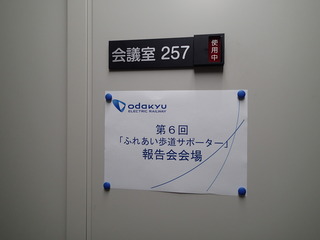 会議室 257
使用中
odakyu
ELECTRIC RAILWAY
第6回
「ふれあい歩道サポーター」
報告会会場